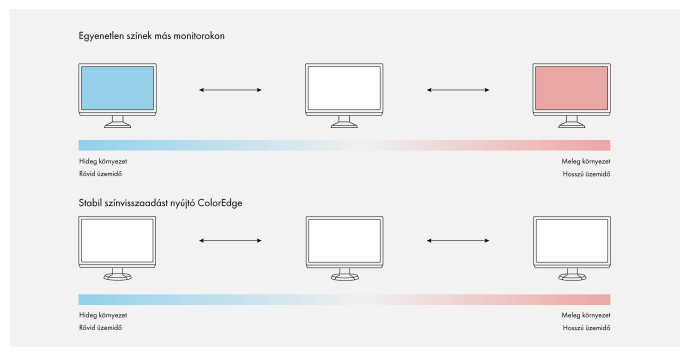 Egyenetlen színek más monitorokon
Hideg környezet
Rövid üzemidő
Meleg környezet
Hosszú üzemidő
Stabil színvisszaadást nyújtó ColorEdge
Hideg környezet
Rövid üzemidő
Meleg környezet
Hosszú üzemidő